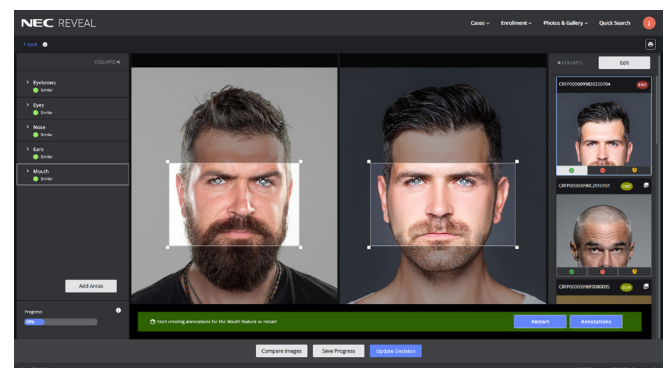 NEC REVEAL
Cases
Enrollment
Photos & Gallery
Quick Search
Back
COLLAPSE
Eyebrows
Similar
Eyes
Similar
Nose
Similar
Ears
Similar
Mouth
Similar
Add Areas
Progress
Start creating annotations for the Mouth feature or restart.
Restart
Annotations
COLLAPSE
Edit
Compare Images
Save Progress
Update Decision